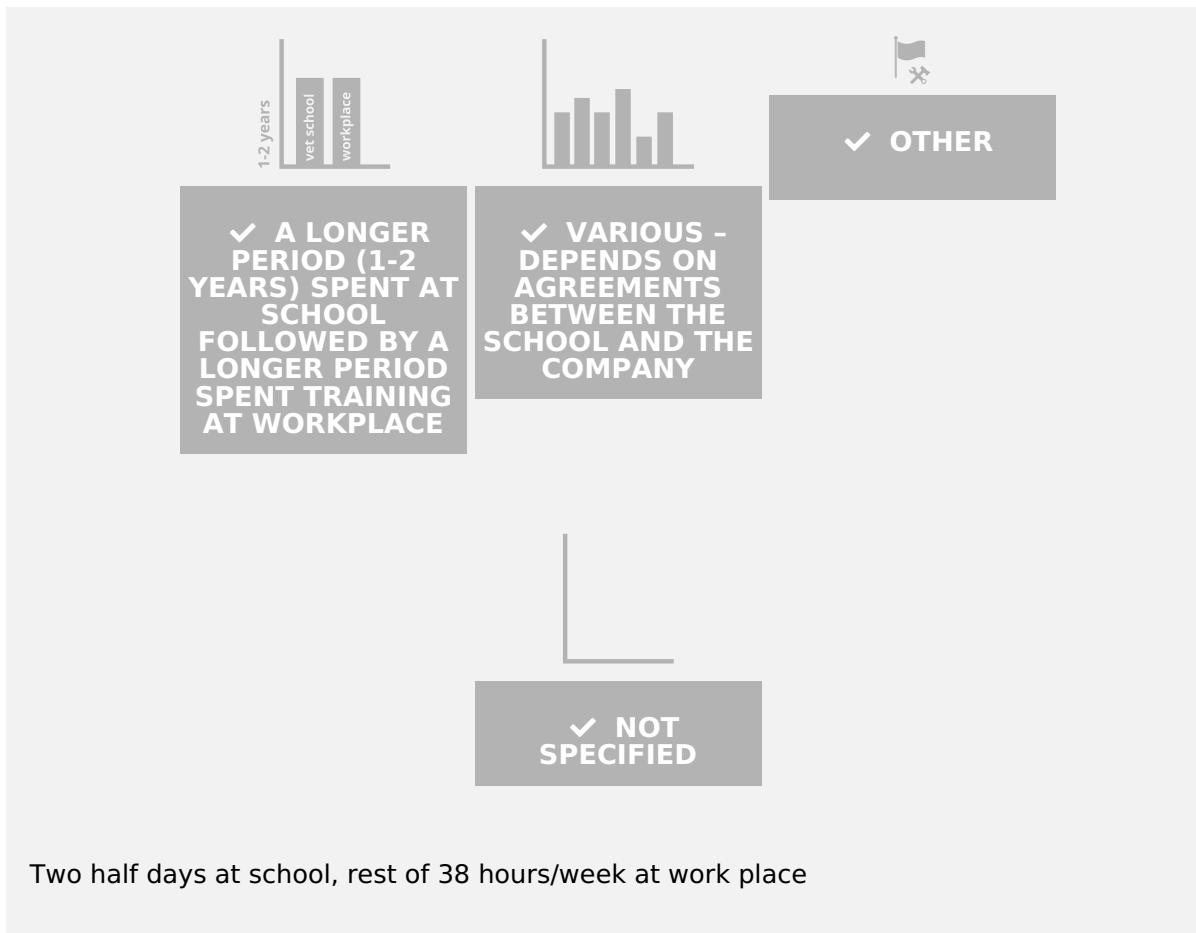 1-2 years
vet school
workplace
✓ A LONGER
PERIOD (1-2
YEARS) SPENT AT
SCHOOL
FOLLOWED BY A
LONGER PERIOD
SPENT TRAINING
AT WORKPLACE
✓ VARIOUS –
DEPENDS ON
AGREEMENTS
BETWEEN THE
SCHOOL AND THE
COMPANY
✓ OTHER
✓ NOT
SPECIFIED
Two half days at school, rest of 38 hours/week at work place